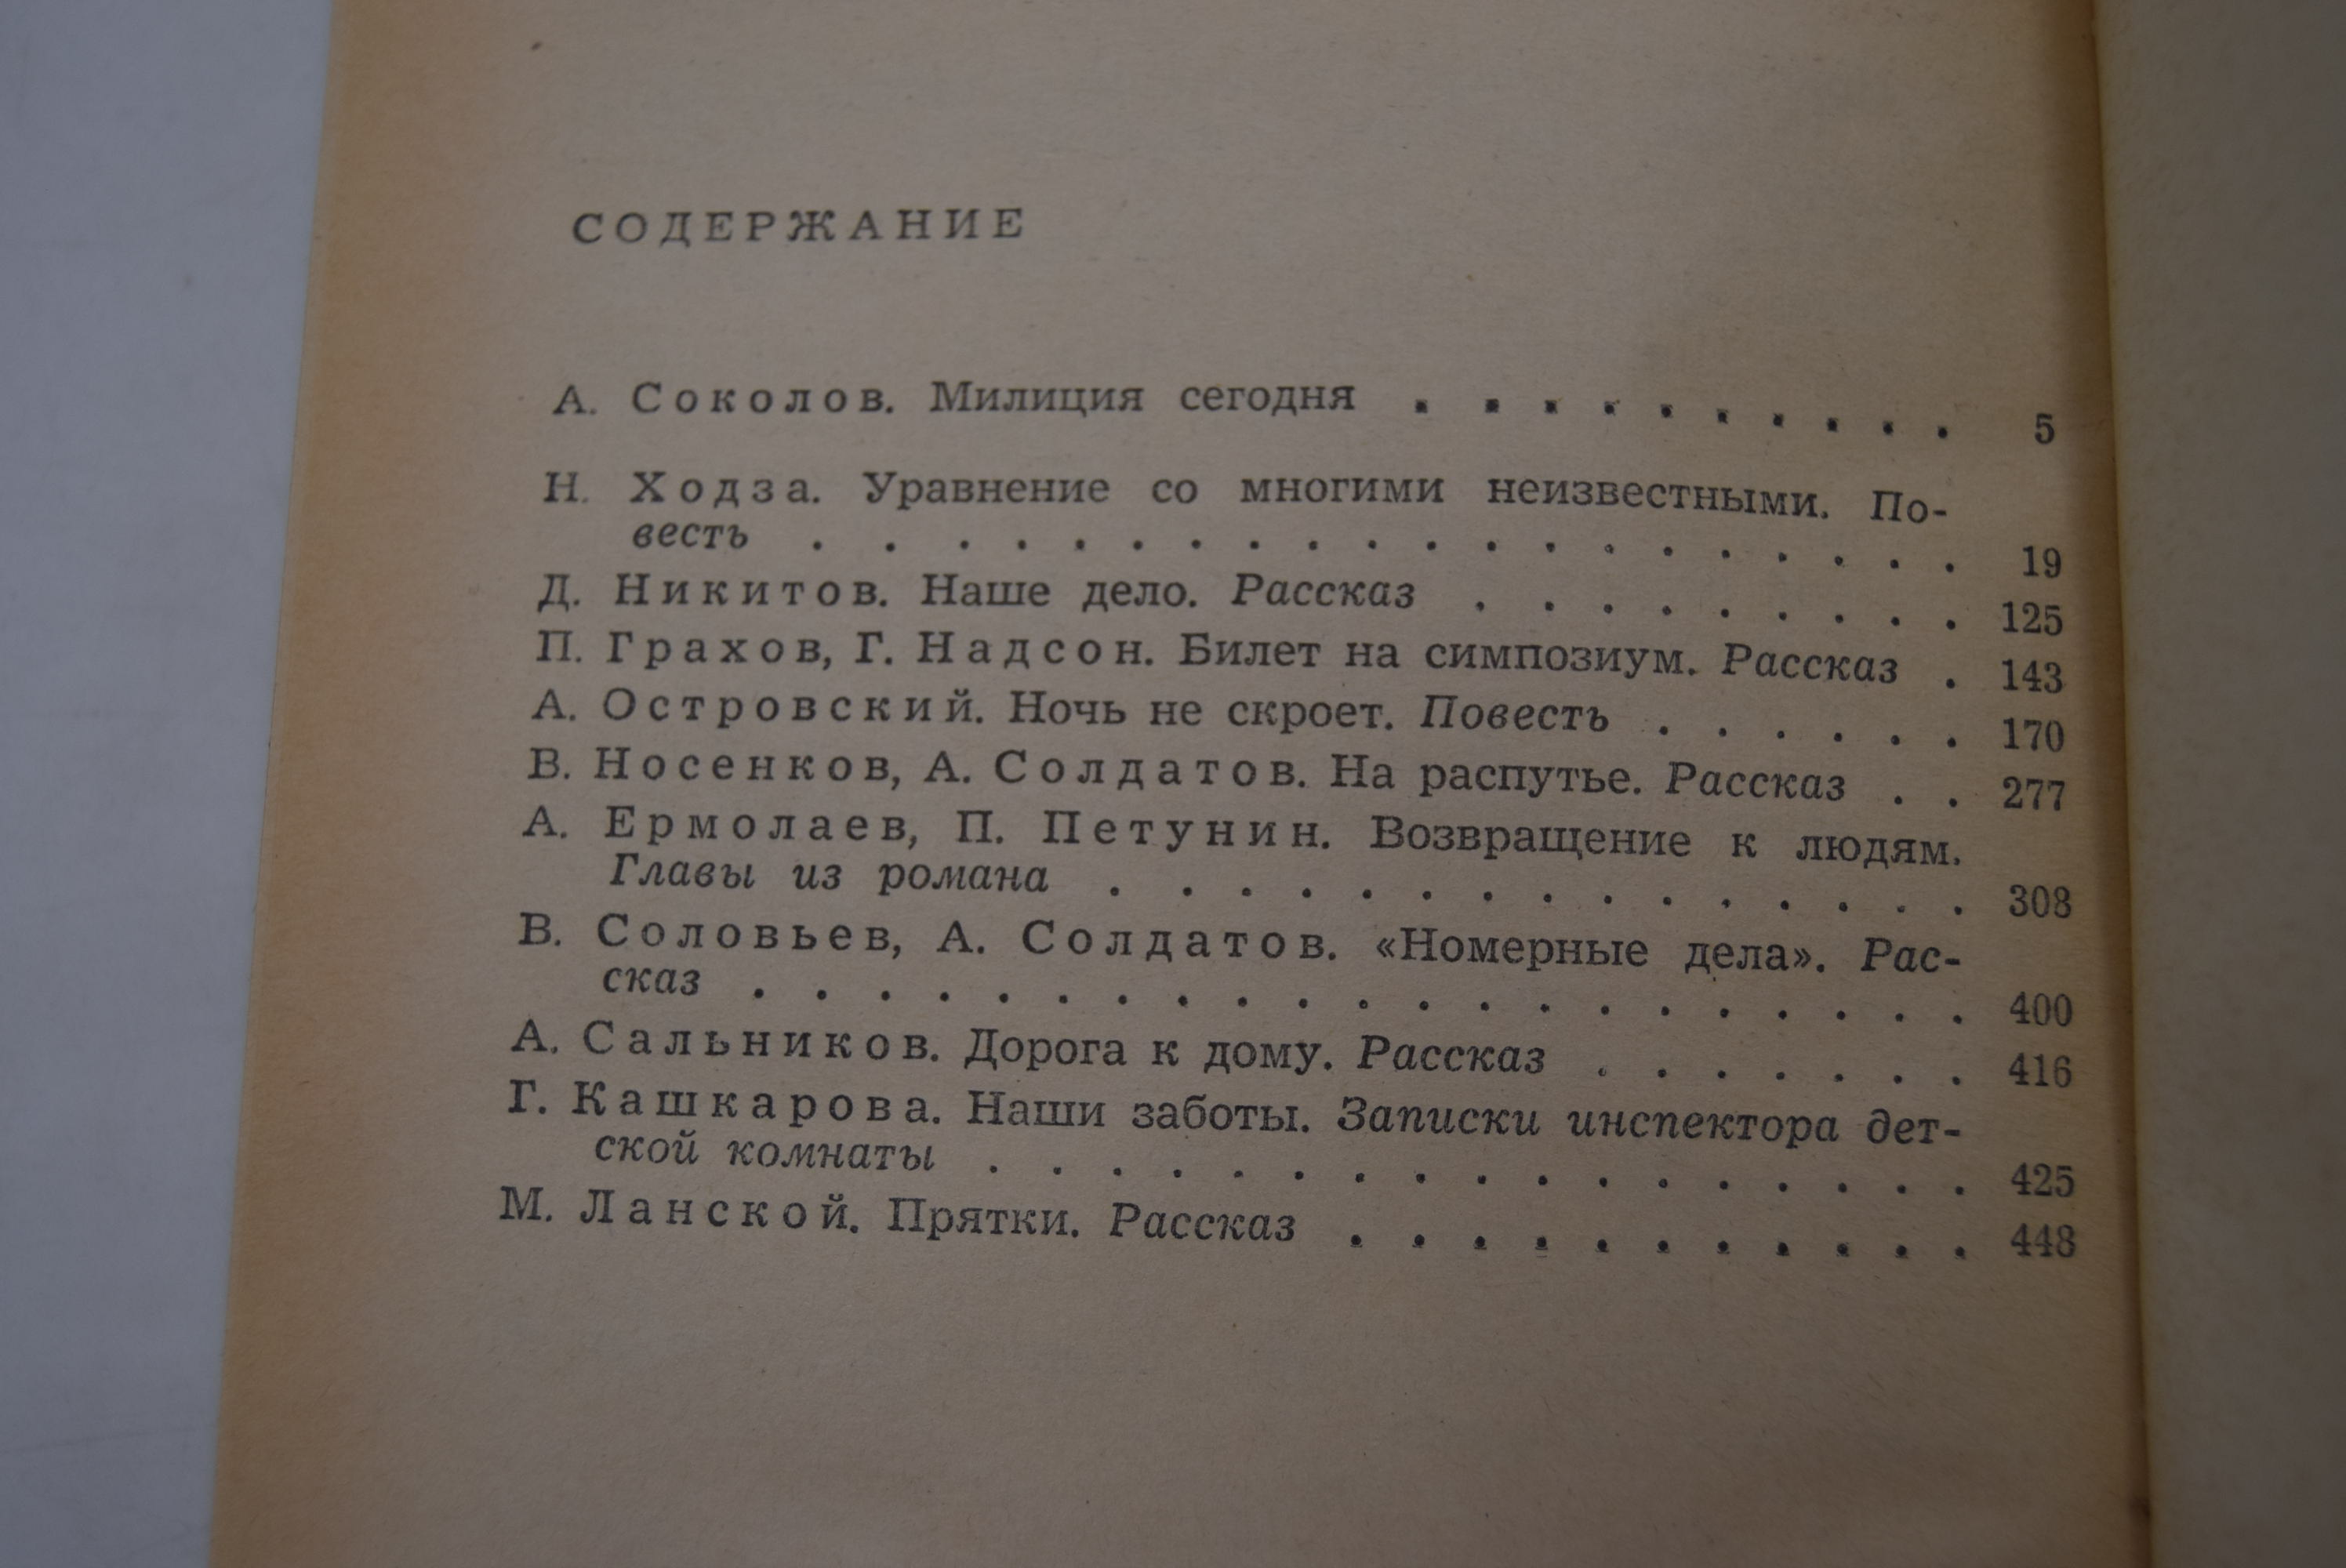 СОДЕРЖАНИЕ
А. Соколов. Милиция сегодня . . . . . . . . . . 5
Н. Ходза. Уравнение со многими неизвестными. По-
весть . . . . . . . . . . . . . . . . . . . . 19
Д. Никитов. Наше дело. Рассказ . . . . . . . . . 125
П. Грахов, Г. Надсон. Билет на симпозиум. Рассказ . 143
А. Островский. Ночь не скроет. Повесть . . . . . . 170
В. Носенков, А. Солдатов. На распутье. Рассказ . . 277
А. Ермолаев, П. Петунин. Возвращение к людям.
Главы из романа . . . . . . . . . . . . . . . 308
В. Соловьев, А. Солдатов. «Номерные дела». Рас-
сказ . . . . . . . . . . . . . . . . . . . . . 400
А. Сальников. Дорога к дому. Рассказ . . . . . . . 416
Г. Кашкарова. Наши заботы. Записки инспектора дет-
ской комнаты . . . . . . . . . . . . . . . . . 425
М. Ланской. Прятки. Рассказ . . . . . . . . . . . 448